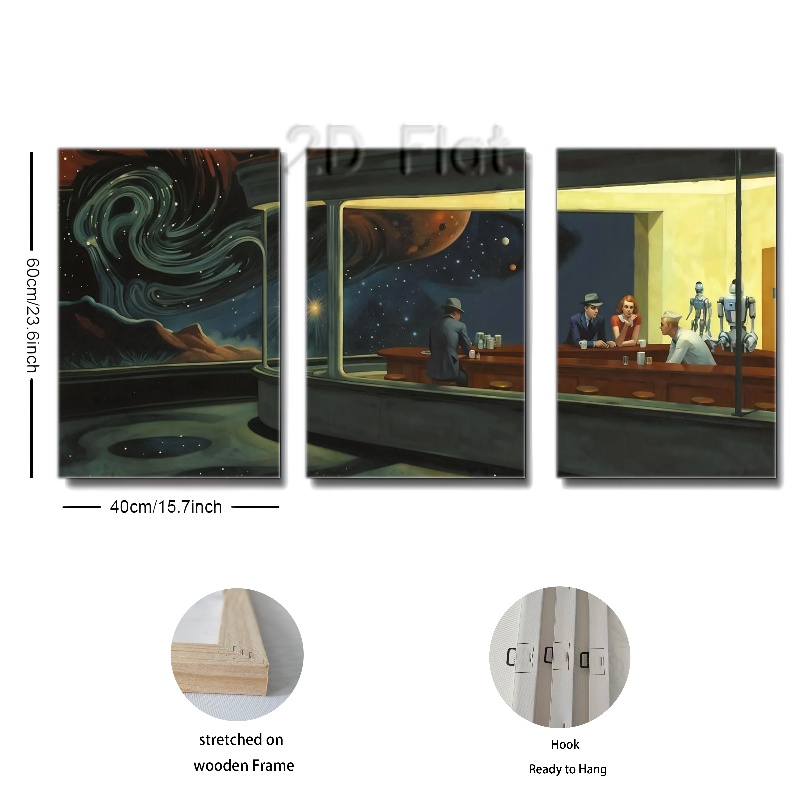 2D Flat
60cm/23.6inch
40cm/15.7inch
stretched on
wooden Frame
Hook
Ready to Hang